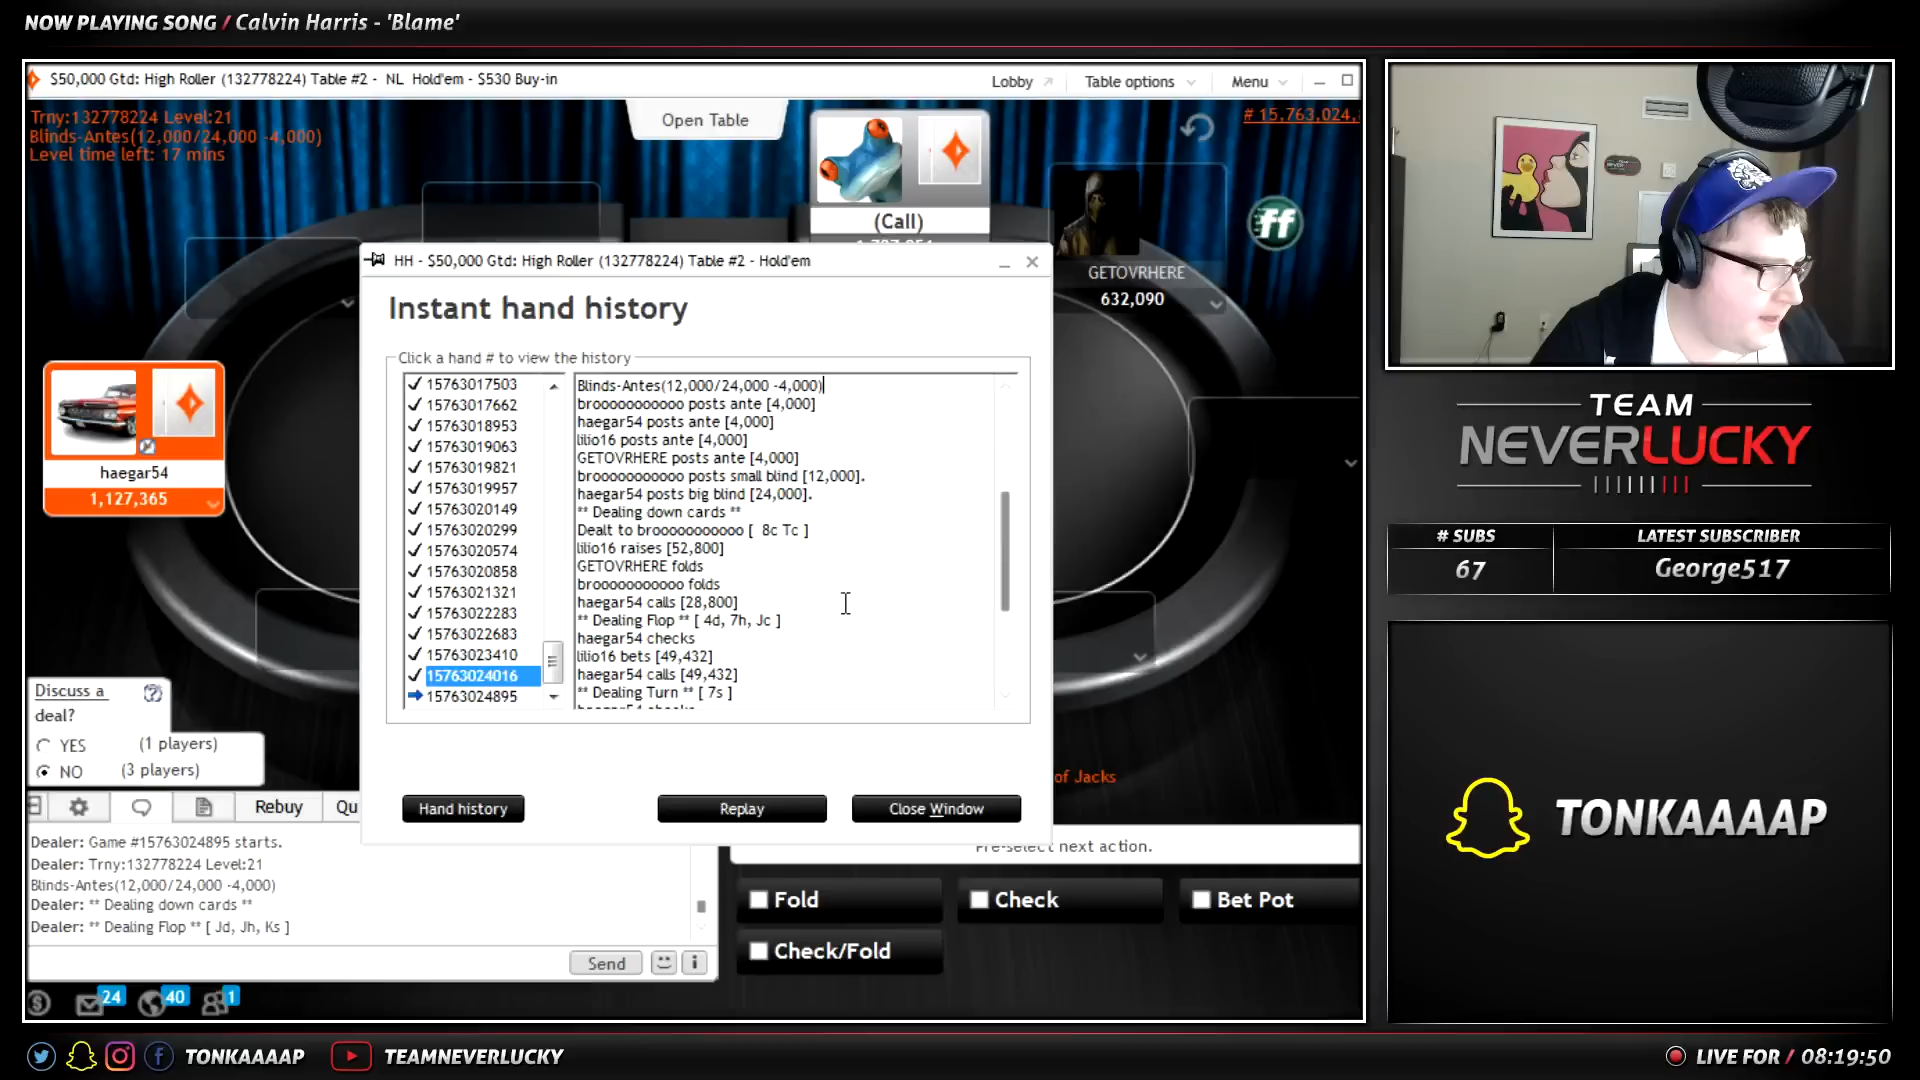 NOW PLAYING SONG / Calvin Harris - 'Blame'
$50,000 Gtd: High Roller (132778224) Table #2 - NL Hold'em - $530 Buy-in
Lobby
Table options
Menu
Trny:132778224 Level:21
Blinds-Antes(12,000/24,000 -4,000)
Level time left: 17 mins
Open Table
# 15,763,024,
(Call)
ff
GETOVRHERE
632,090
haegar54
1,127,365
HH - $50,000 Gtd: High Roller (132778224) Table #2 - Hold'em
Instant hand history
Click a hand # to view the history
15763017503
15763017662
15763018953
15763019063
15763019821
15763019957
15763020149
15763020299
15763020574
15763020858
15763021321
15763022283
15763022683
15763023410
15763024016
15763024895
Blinds-Antes(12,000/24,000 -4,000)
brooooooooooo posts ante [4,000]
haegar54 posts ante [4,000]
lilio16 posts ante [4,000]
GETOVRHERE posts ante [4,000]
brooooooooooo posts small blind [12,000].
haegar54 posts big blind [24,000].
** Dealing down cards **
Dealt to brooooooooooo [ 8c Tc ]
lilio16 raises [52,800]
GETOVRHERE folds
brooooooooooo folds
haegar54 calls [28,800]
** Dealing Flop ** [ 4d, 7h, Jc ]
haegar54 checks
lilio16 bets [49,432]
haegar54 calls [49,432]
** Dealing Turn ** [ 7s ]
haegar54 checks
Hand history
Replay
Close Window
of Jacks
Discuss a
deal?
YES (1 players)
NO (3 players)
Rebuy
Qu
Dealer: Game #15763024895 starts.
Dealer: Trny:132778224 Level:21
Blinds-Antes(12,000/24,000 -4,000)
Dealer: ** Dealing down cards **
Dealer: ** Dealing Flop ** [ Jd, Jh, Ks ]
Send
Pre-select next action.
Fold
Check
Bet Pot
Check/Fold
24
40
1
TEAM
NEVERLUCKY
# SUBS
67
LATEST SUBSCRIBER
George517
TONKAAAAP
TONKAAAAP
TEAMNEVERLUCKY
LIVE FOR / 08:19:50